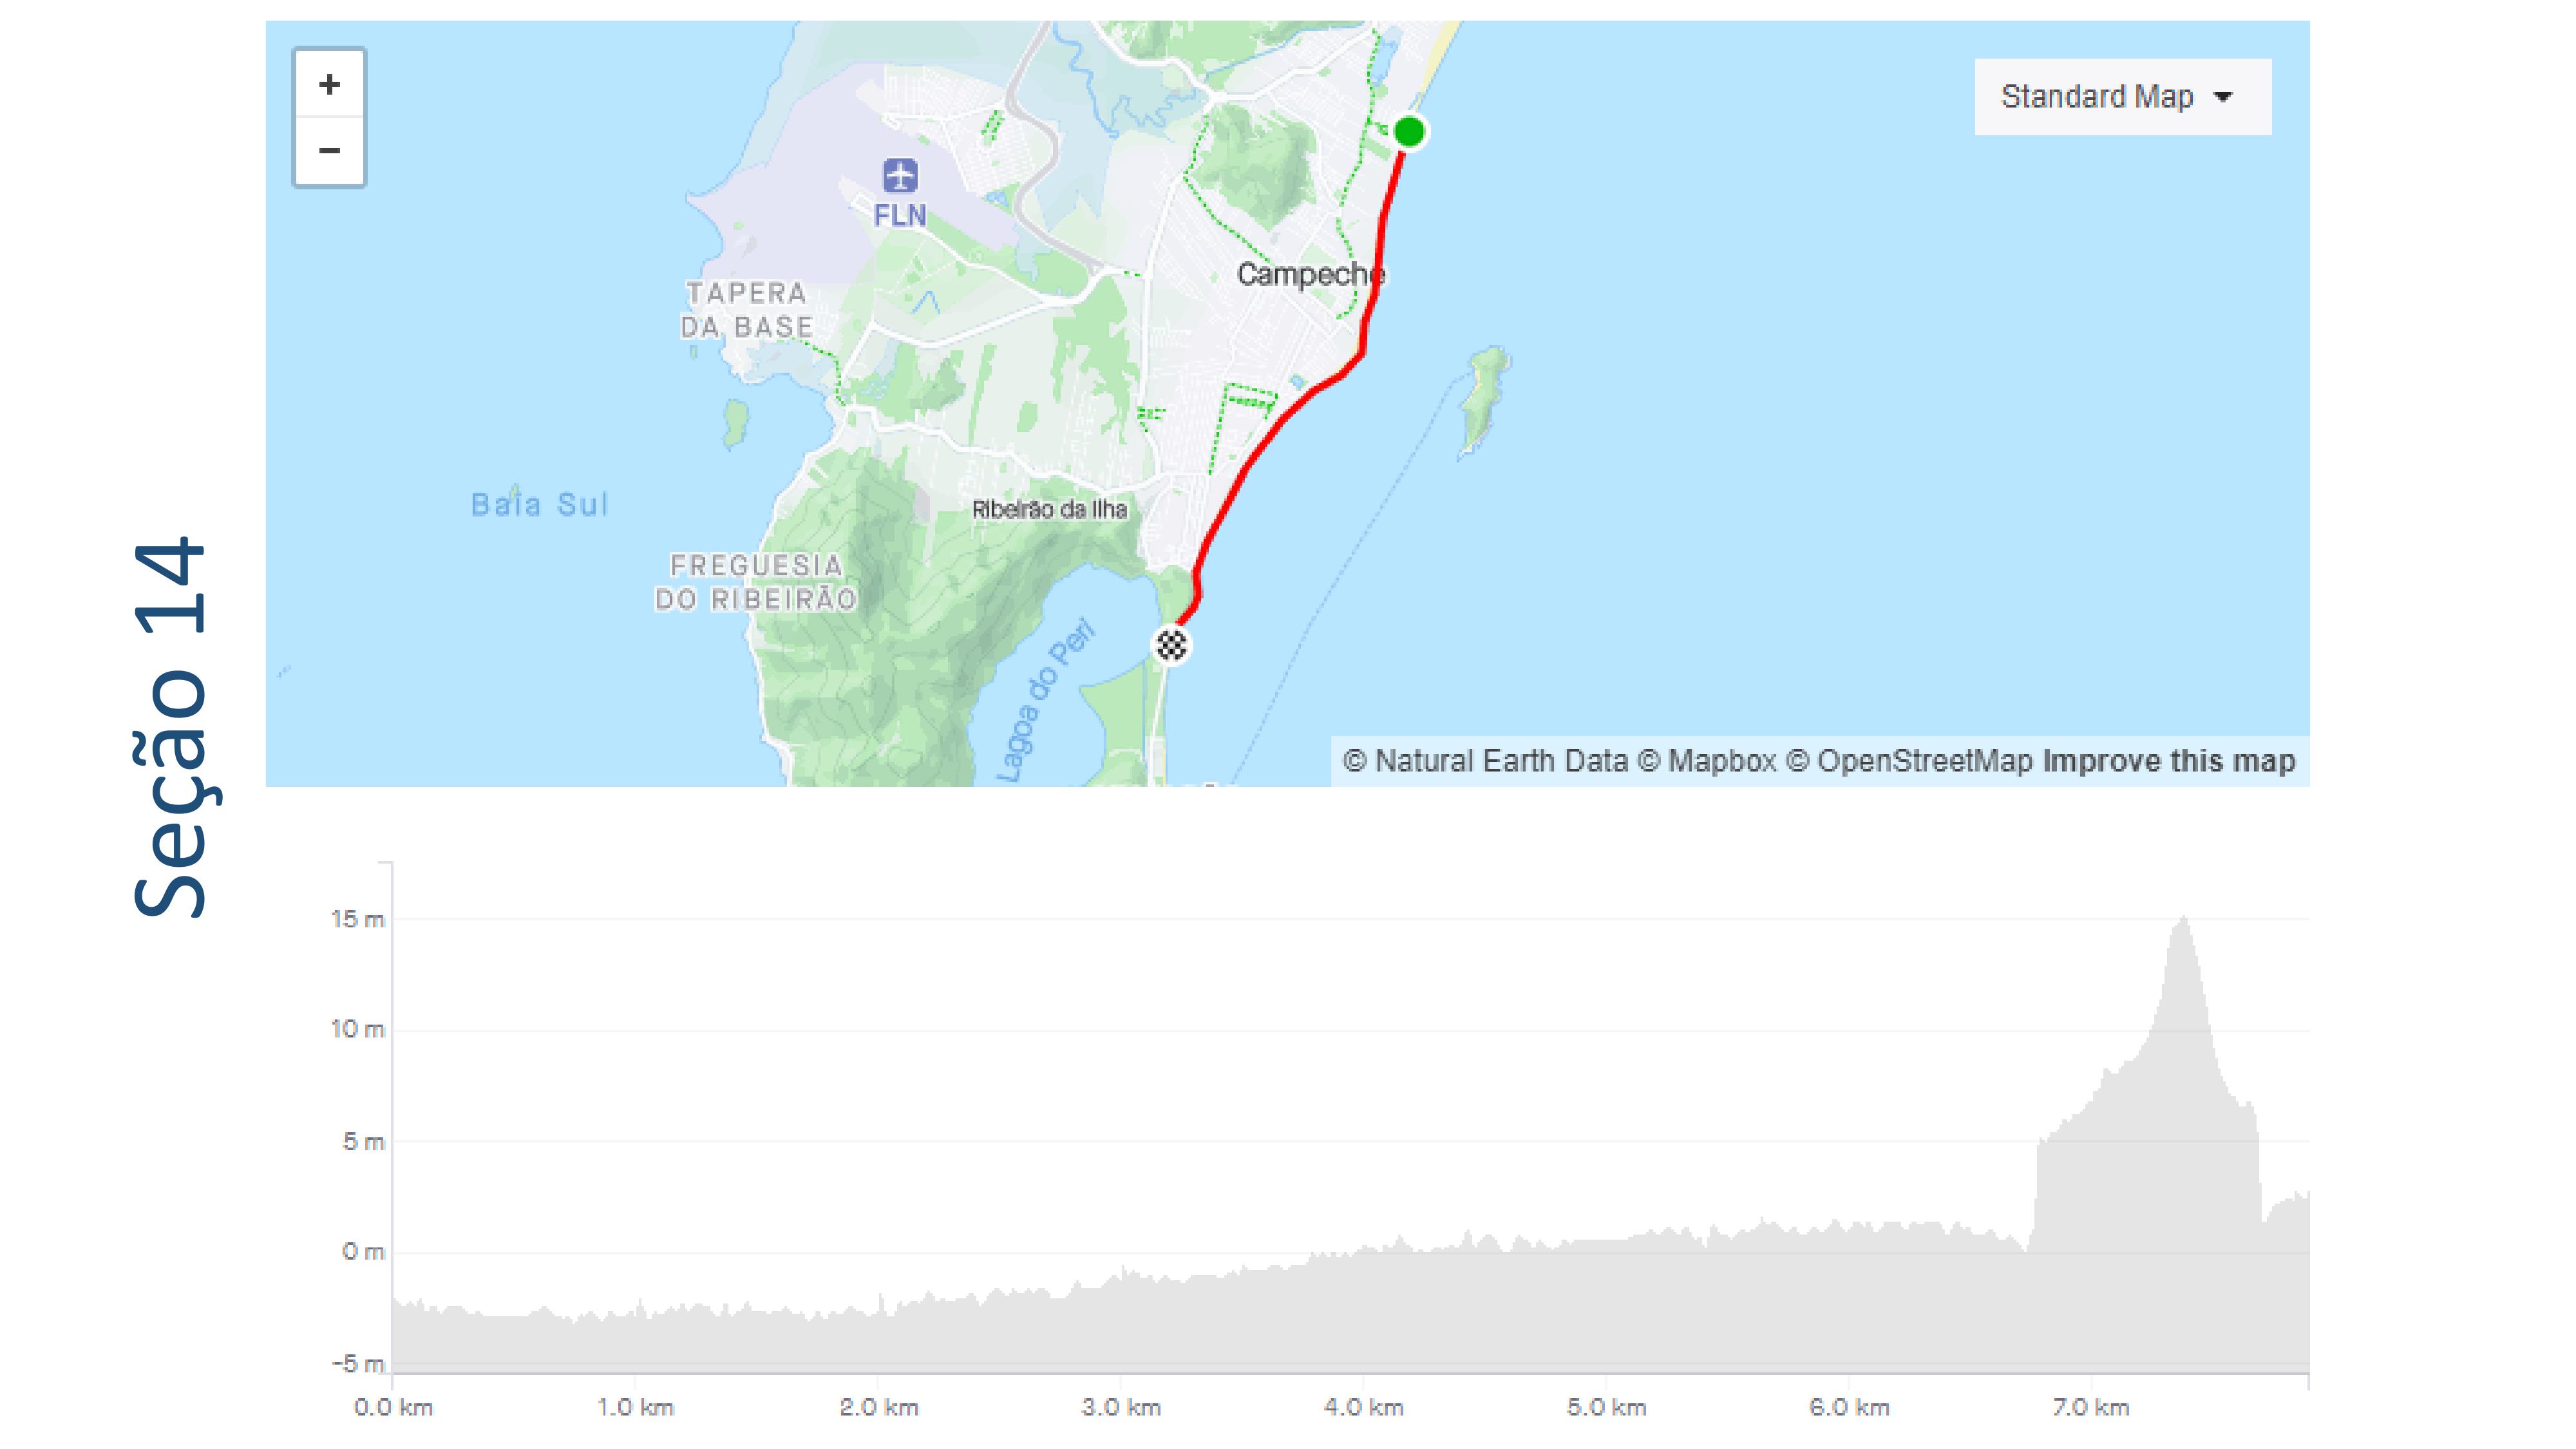 Seção 14
+
−
Standard Map
FLN
Campeche
TAPERA
DA BASE
Ribeirão da Ilha
Baía Sul
FREGUESIA
DO RIBEIRÃO
Lagoa do Peri
© Natural Earth Data © Mapbox © OpenStreetMap Improve this map
15 m
10 m
5 m
0 m
-5 m
0.0 km 1.0 km 2.0 km 3.0 km 4.0 km 5.0 km 6.0 km 7.0 km